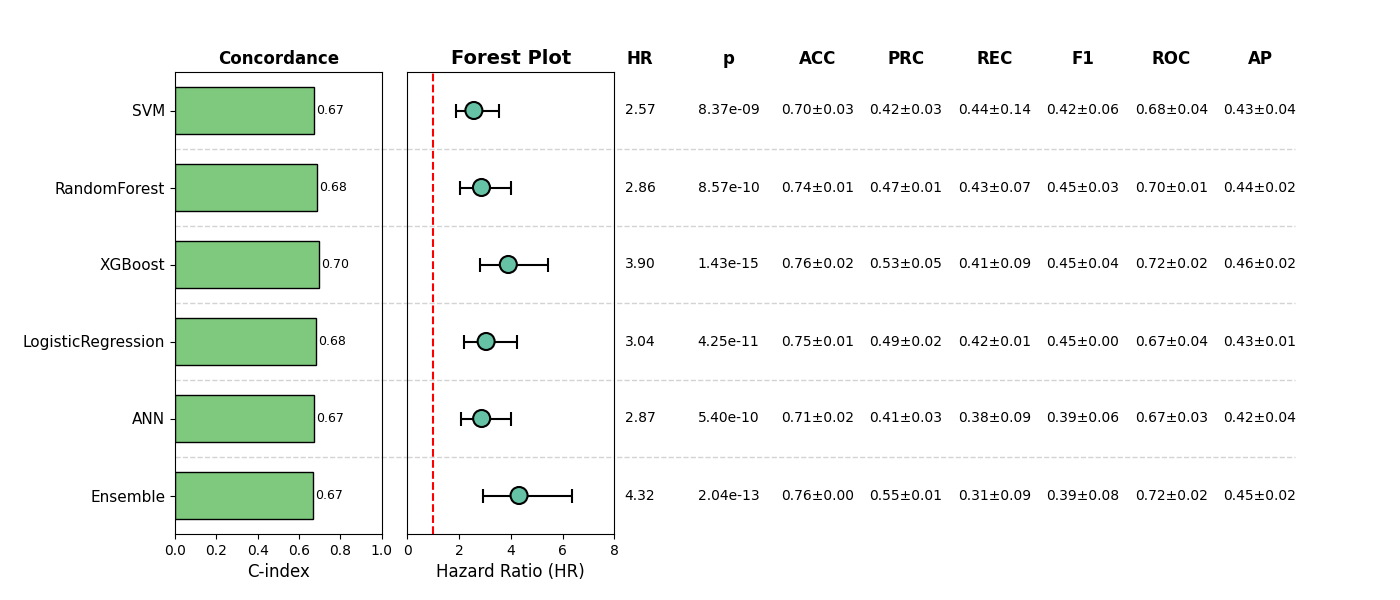 Concordance Forest Plot HR p ACC PRC REC F1 ROC AP
SVM 0.67 2.57 8.37e-09 0.70±0.03 0.42±0.03 0.44±0.14 0.42±0.06 0.68±0.04 0.43±0.04
RandomForest 0.68 2.86 8.57e-10 0.74±0.01 0.47±0.01 0.43±0.07 0.45±0.03 0.70±0.01 0.44±0.02
XGBoost 0.70 3.90 1.43e-15 0.76±0.02 0.53±0.05 0.41±0.09 0.45±0.04 0.72±0.02 0.46±0.02
LogisticRegression 0.68 3.04 4.25e-11 0.75±0.01 0.49±0.02 0.42±0.01 0.45±0.00 0.67±0.04 0.43±0.01
ANN 0.67 2.87 5.40e-10 0.71±0.02 0.41±0.03 0.38±0.09 0.39±0.06 0.67±0.03 0.42±0.04
Ensemble 0.67 4.32 2.04e-13 0.76±0.00 0.55±0.01 0.31±0.09 0.39±0.08 0.72±0.02 0.45±0.02
0.0 0.2 0.4 0.6 0.8 1.0 0 2 4 6 8
C-index Hazard Ratio (HR)